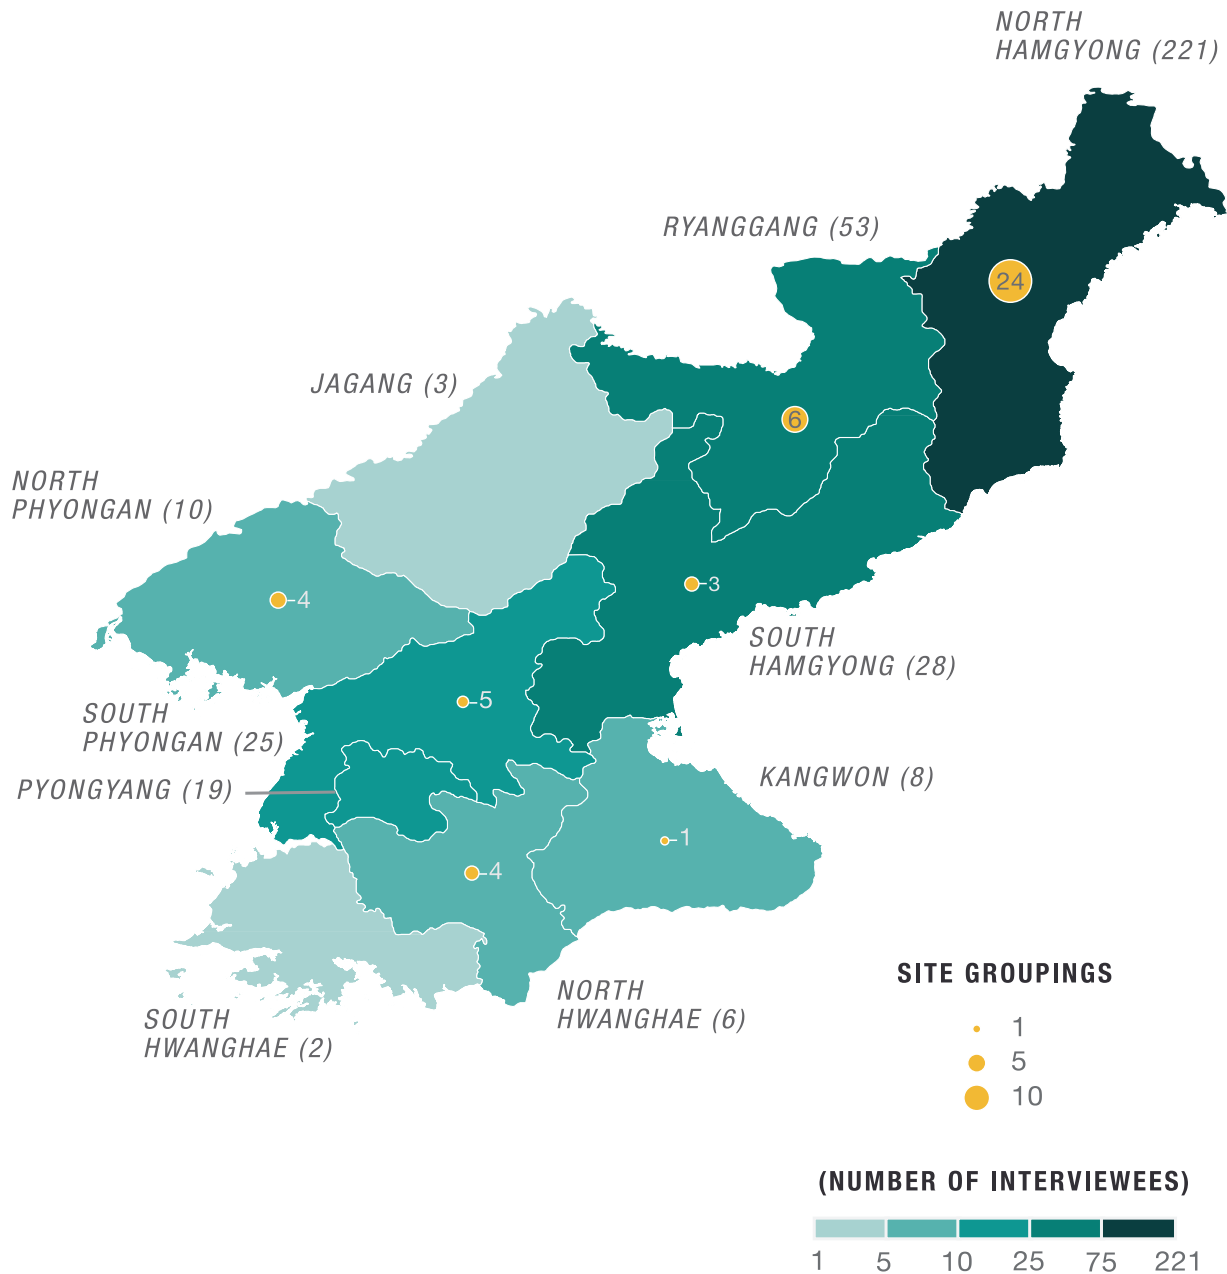 NORTH
HAMGYONG (221)
RYANGGANG (53)
24
JAGANG (3)
6
NORTH
PHYONGAN (10)
4
3
SOUTH
HAMGYONG (28)
SOUTH
PHYONGAN (25)
5
PYONGYANG (19)
KANGWON (8)
1
4
NORTH
HWANGHAE (6)
SOUTH
HWANGHAE (2)
SITE GROUPINGS
1
5
10
(NUMBER OF INTERVIEWEES)
1 5 10 25 75 221